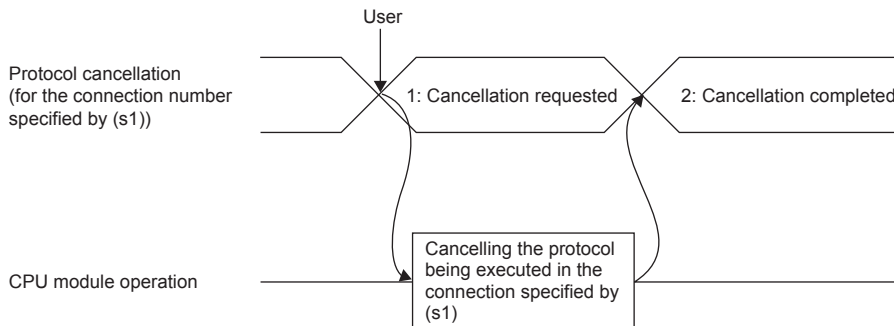 User
Protocol cancellation
(for the connection number
specified by (s1))
1: Cancellation requested
2: Cancellation completed
Cancelling the protocol
being executed in the
connection specified by
(s1)
CPU module operation